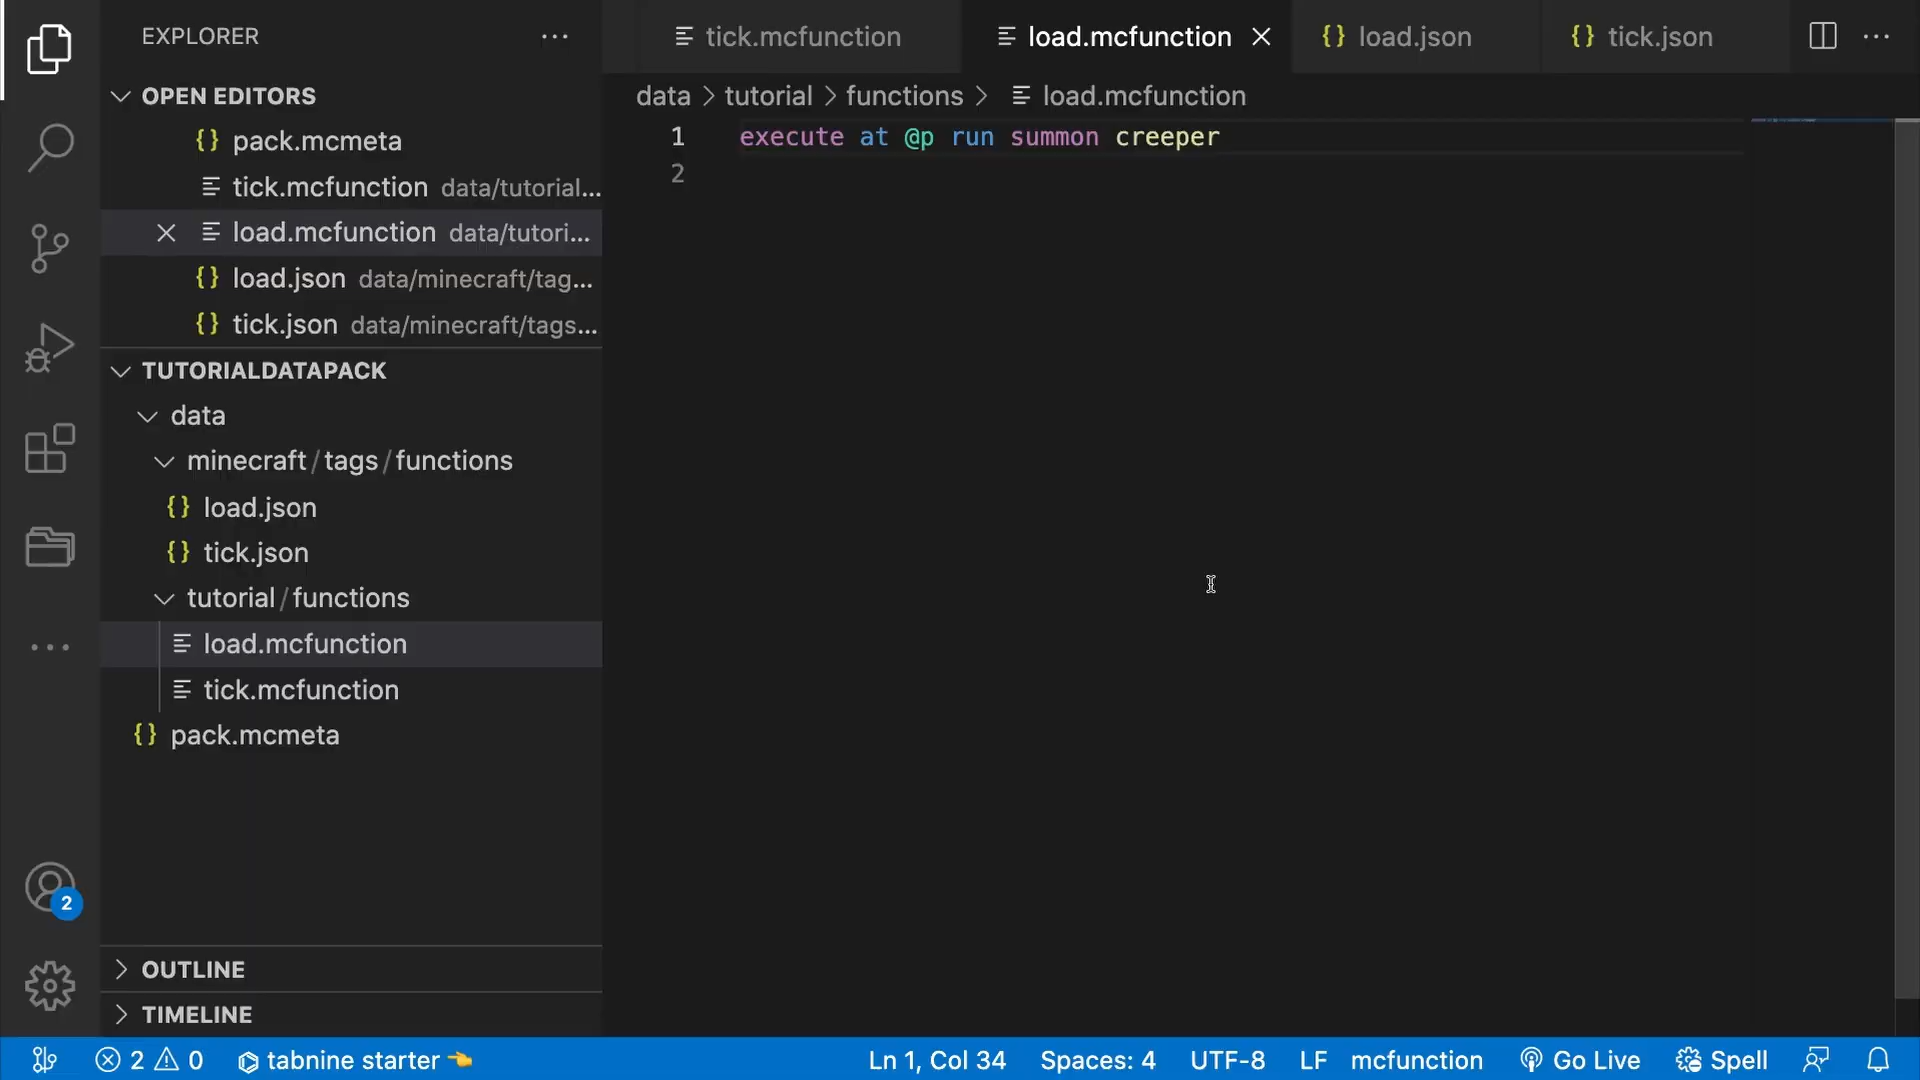 EXPLORER
OPEN EDITORS
{} pack.mcmeta
tick.mcfunction data/tutorial...
load.mcfunction data/tutori...
{} load.json data/minecraft/tag...
{} tick.json data/minecraft/tags...
TUTORIALDATAPACK
data
minecraft/tags/functions
{} load.json
{} tick.json
tutorial/functions
load.mcfunction
tick.mcfunction
{} pack.mcmeta
2
OUTLINE
TIMELINE
tick.mcfunction load.mcfunction {} load.json {} tick.json
data > tutorial > functions > load.mcfunction
1 execute at @p run summon creeper
2
2 0 tabnine starter Ln 1, Col 34 Spaces: 4 UTF-8 LF mcfunction Go Live Spell